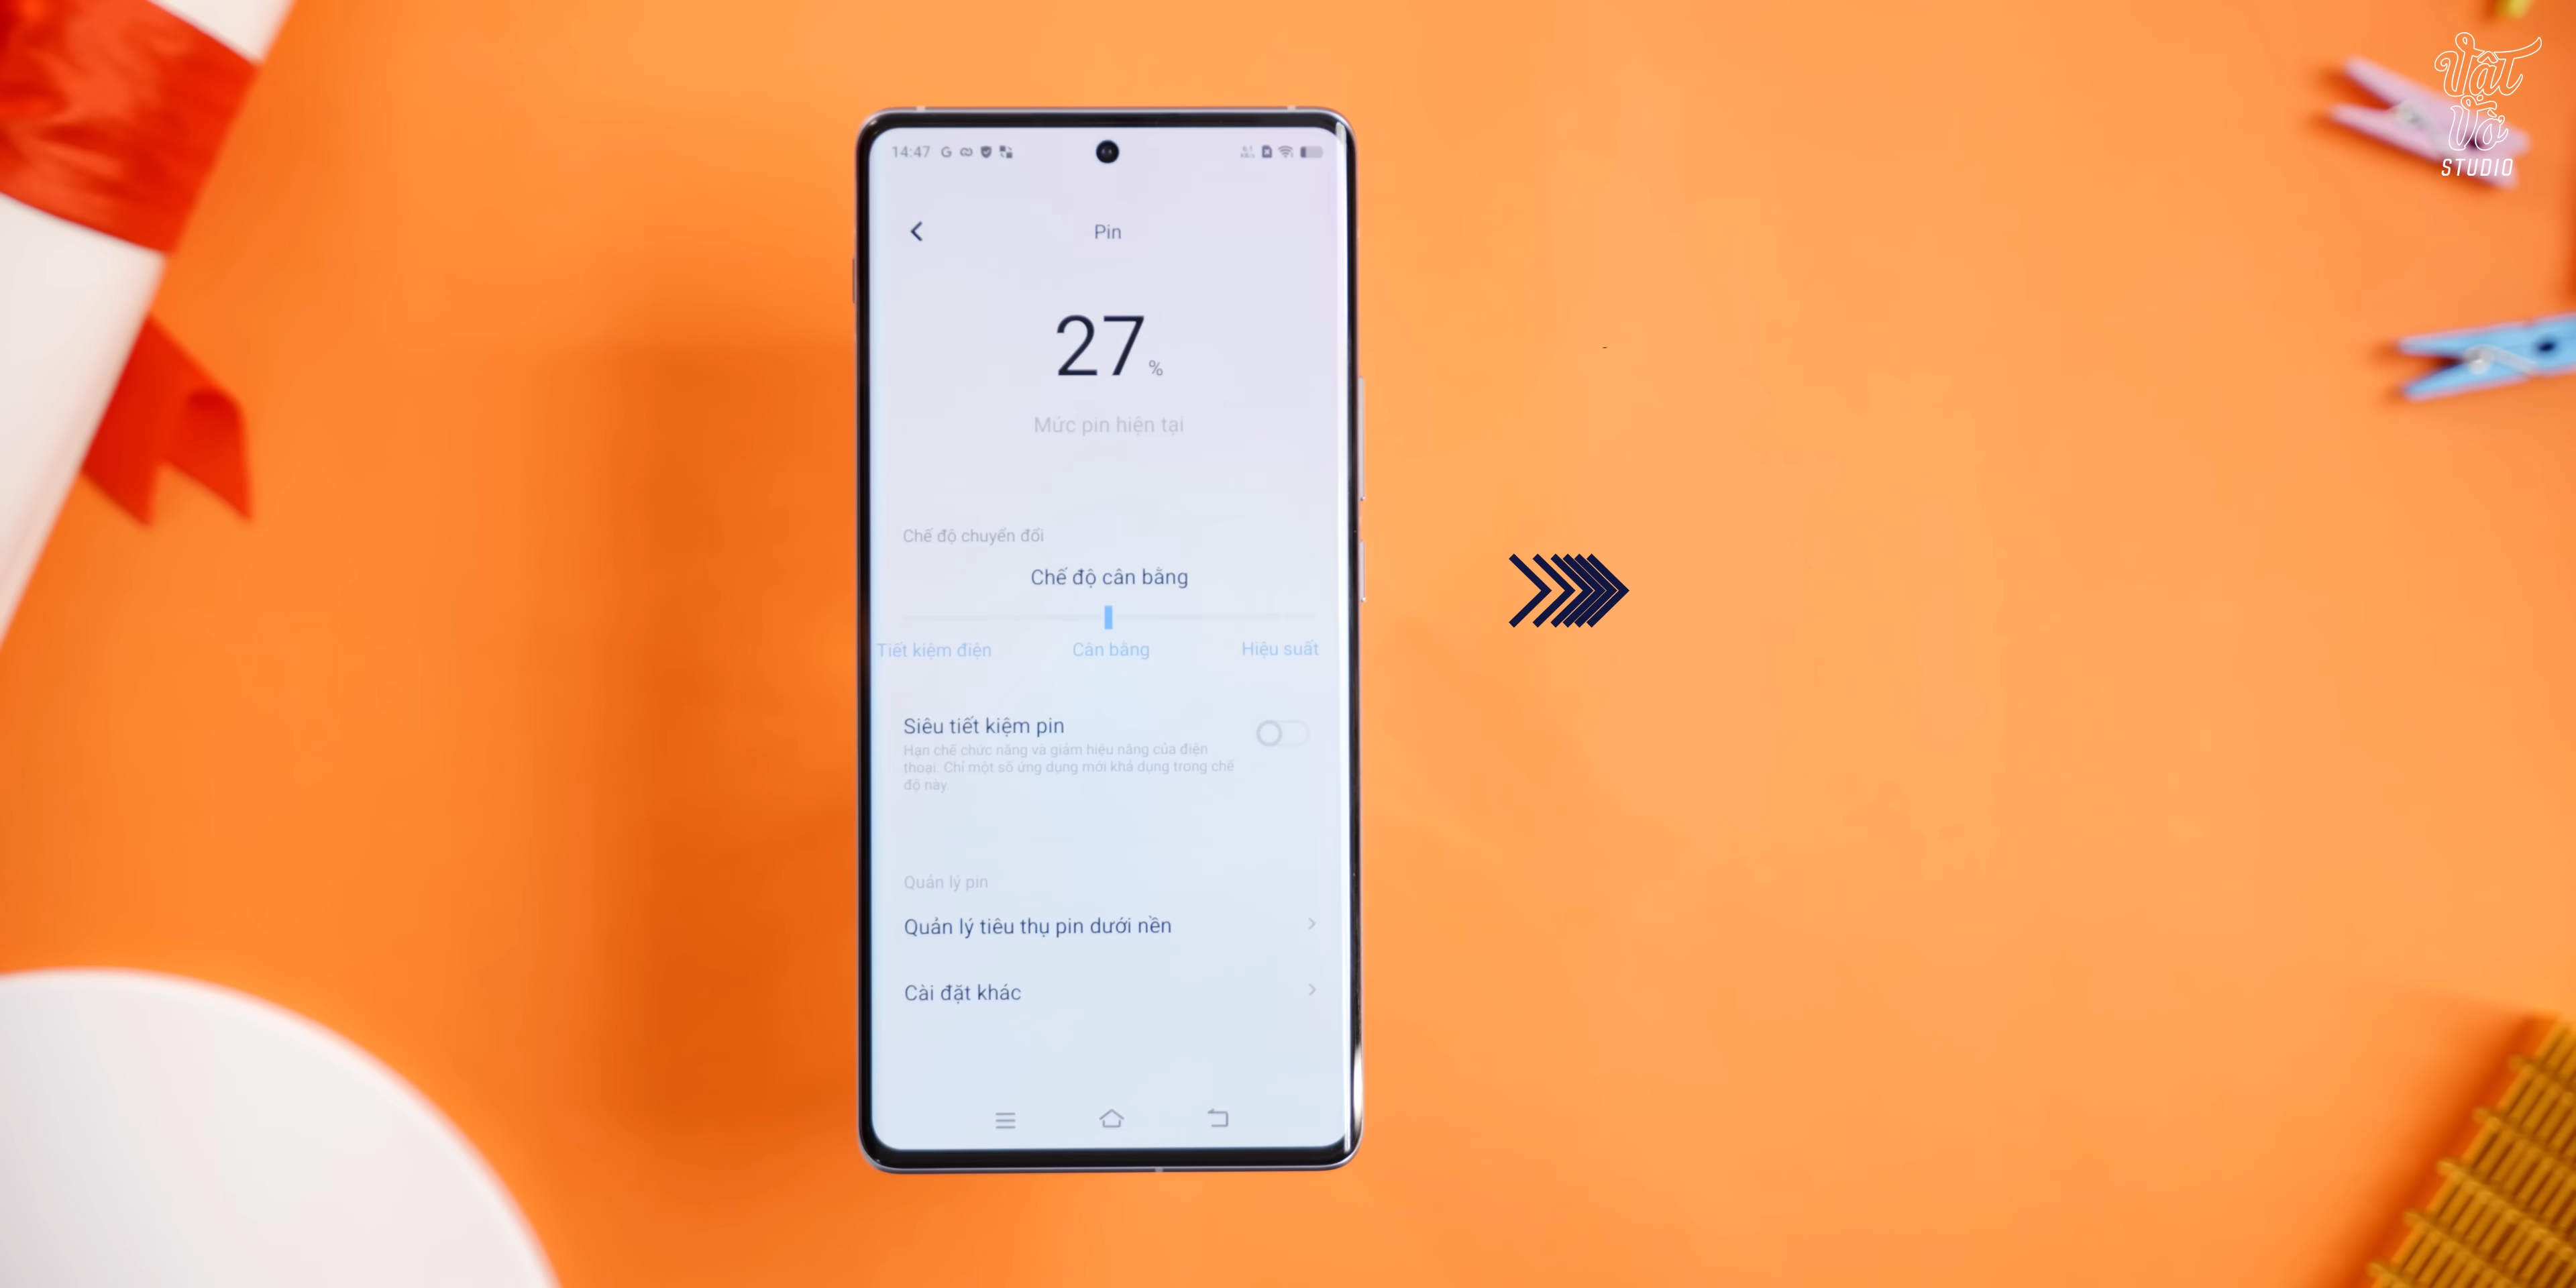 14:47
Pin
27 %
Mức pin hiện tại
Chế độ chuyển đổi
Chế độ cân bằng
Tiết kiệm điện Cân bằng Hiệu suất
Siêu tiết kiệm pin
Hạn chế chức năng và giảm hiệu năng của điện
thoại. Chỉ một số ứng dụng mới khả dụng trong chế
độ này.
Quản lý pin
Quản lý tiêu thụ pin dưới nền
Cài đặt khác
Vật
Vờ
STUDIO